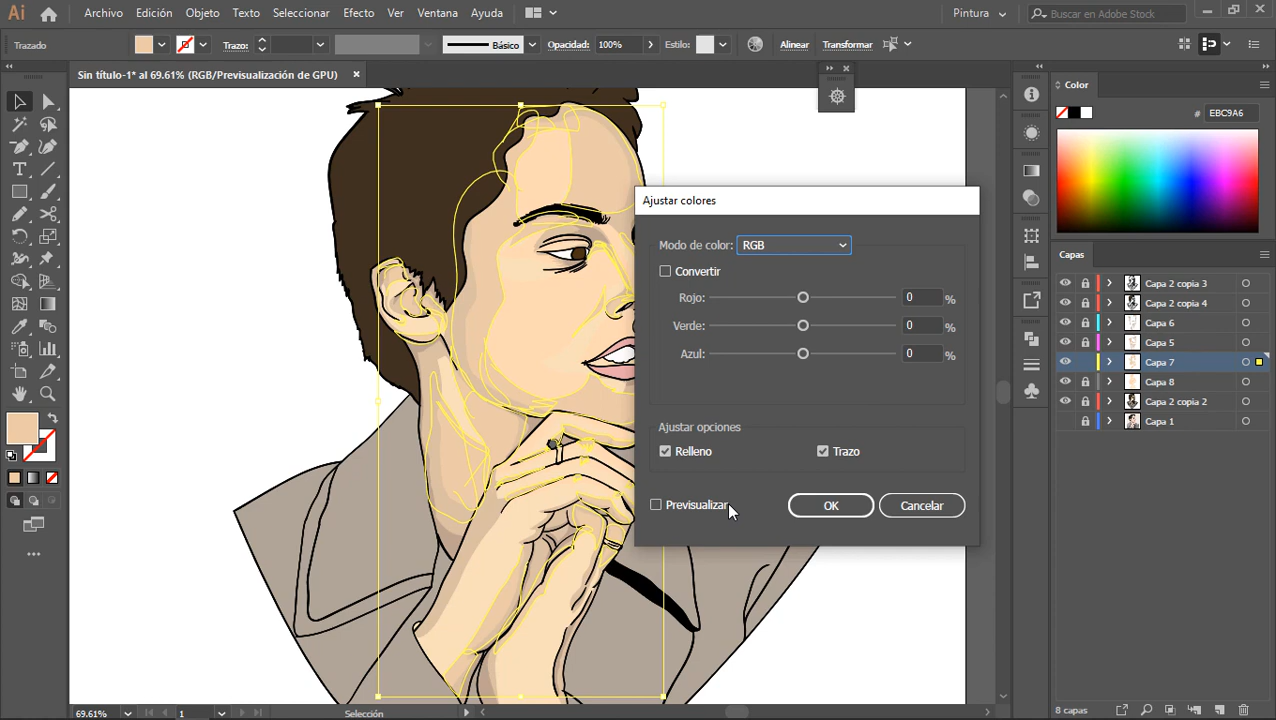 Ai Archivo Edición Objeto Texto Seleccionar Efecto Ver Ventana Ayuda Pintura Buscar en Adobe Stock
Trazado Trazo: Básico Opacidad: 100% Estilo: Alinear Transformar
Sin título-1* al 69.61% (RGB/Previsualización de GPU)
Color
# EBC9A6
Ajustar colores
Modo de color: RGB
Convertir
Rojo: 0 %
Verde: 0 %
Azul: 0 %
Ajustar opciones
Relleno Trazo
Previsualizar OK Cancelar
Capas
Capa 2 copia 3
Capa 2 copia 4
Capa 6
Capa 5
Capa 7
Capa 8
Capa 2 copia 2
Capa 1
69.61% 1 Selección 8 capas